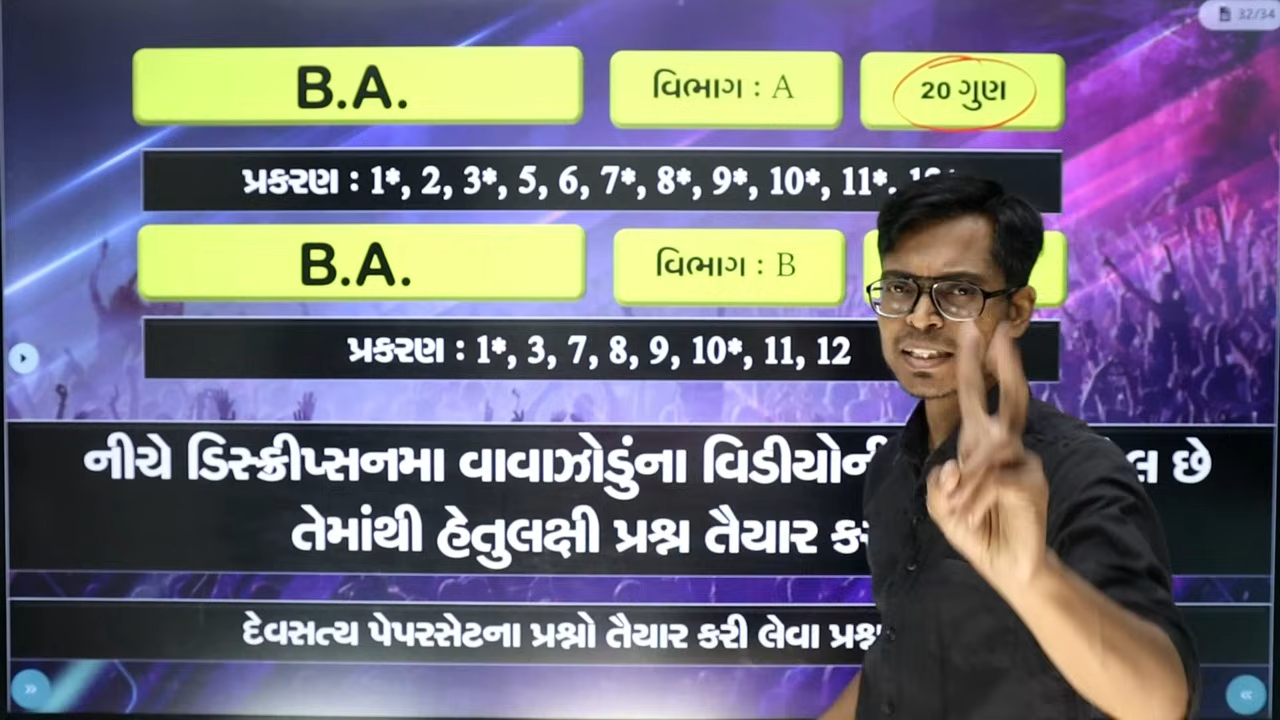 32/34
B.A.
વિભાગ : A
20 ગુણ
પ્રકરણ : 1*, 2, 3*, 5, 6, 7*, 8*, 9*, 10*, 11*,
B.A.
વિભાગ : B
પ્રકરણ : 1*, 3, 7, 8, 9, 10*, 11, 12
નીચે ડિસ્ક્રીપ્સનમા વાવાઝોડુંના વિડીયોની છે
તેમાંથી હેતુલક્ષી પ્રશ્ન તૈયાર
દેવસત્ય પેપરસેટના પ્રશ્નો તૈયાર કરી લેવા